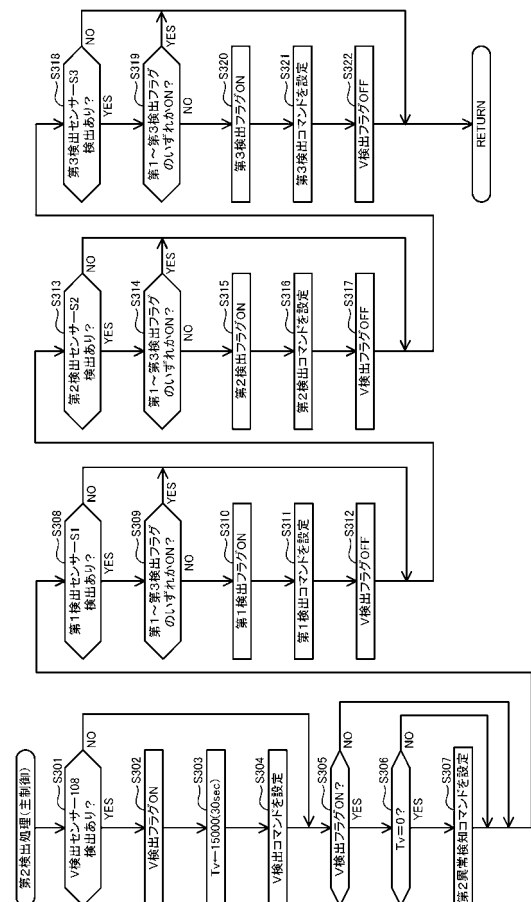 第2検出処理(主制御)
S301
V検出センサー108
検出あり?
NO
YES
S302
V検出フラグON
S303
Tv←15000(30sec)
S304
V検出コマンドを設定
S305
V検出フラグON?
NO
YES
S306
Tv=0?
NO
YES
S307
第2異常検知コマンドを設定
S308
第1検出センサーS1
検出あり?
NO
YES
S309
第1~第3検出フラグ
のいずれかON?
YES
NO
S310
第1検出フラグON
S311
第1検出コマンドを設定
S312
V検出フラグOFF
S313
第2検出センサーS2
検出あり?
NO
YES
S314
第1~第3検出フラグ
のいずれかON?
YES
NO
S315
第2検出フラグON
S316
第2検出コマンドを設定
S317
V検出フラグOFF
S318
第3検出センサーS3
検出あり?
NO
YES
S319
第1~第3検出フラグ
のいずれかON?
YES
NO
S320
第3検出フラグON
S321
第3検出コマンドを設定
S322
V検出フラグOFF
RETURN